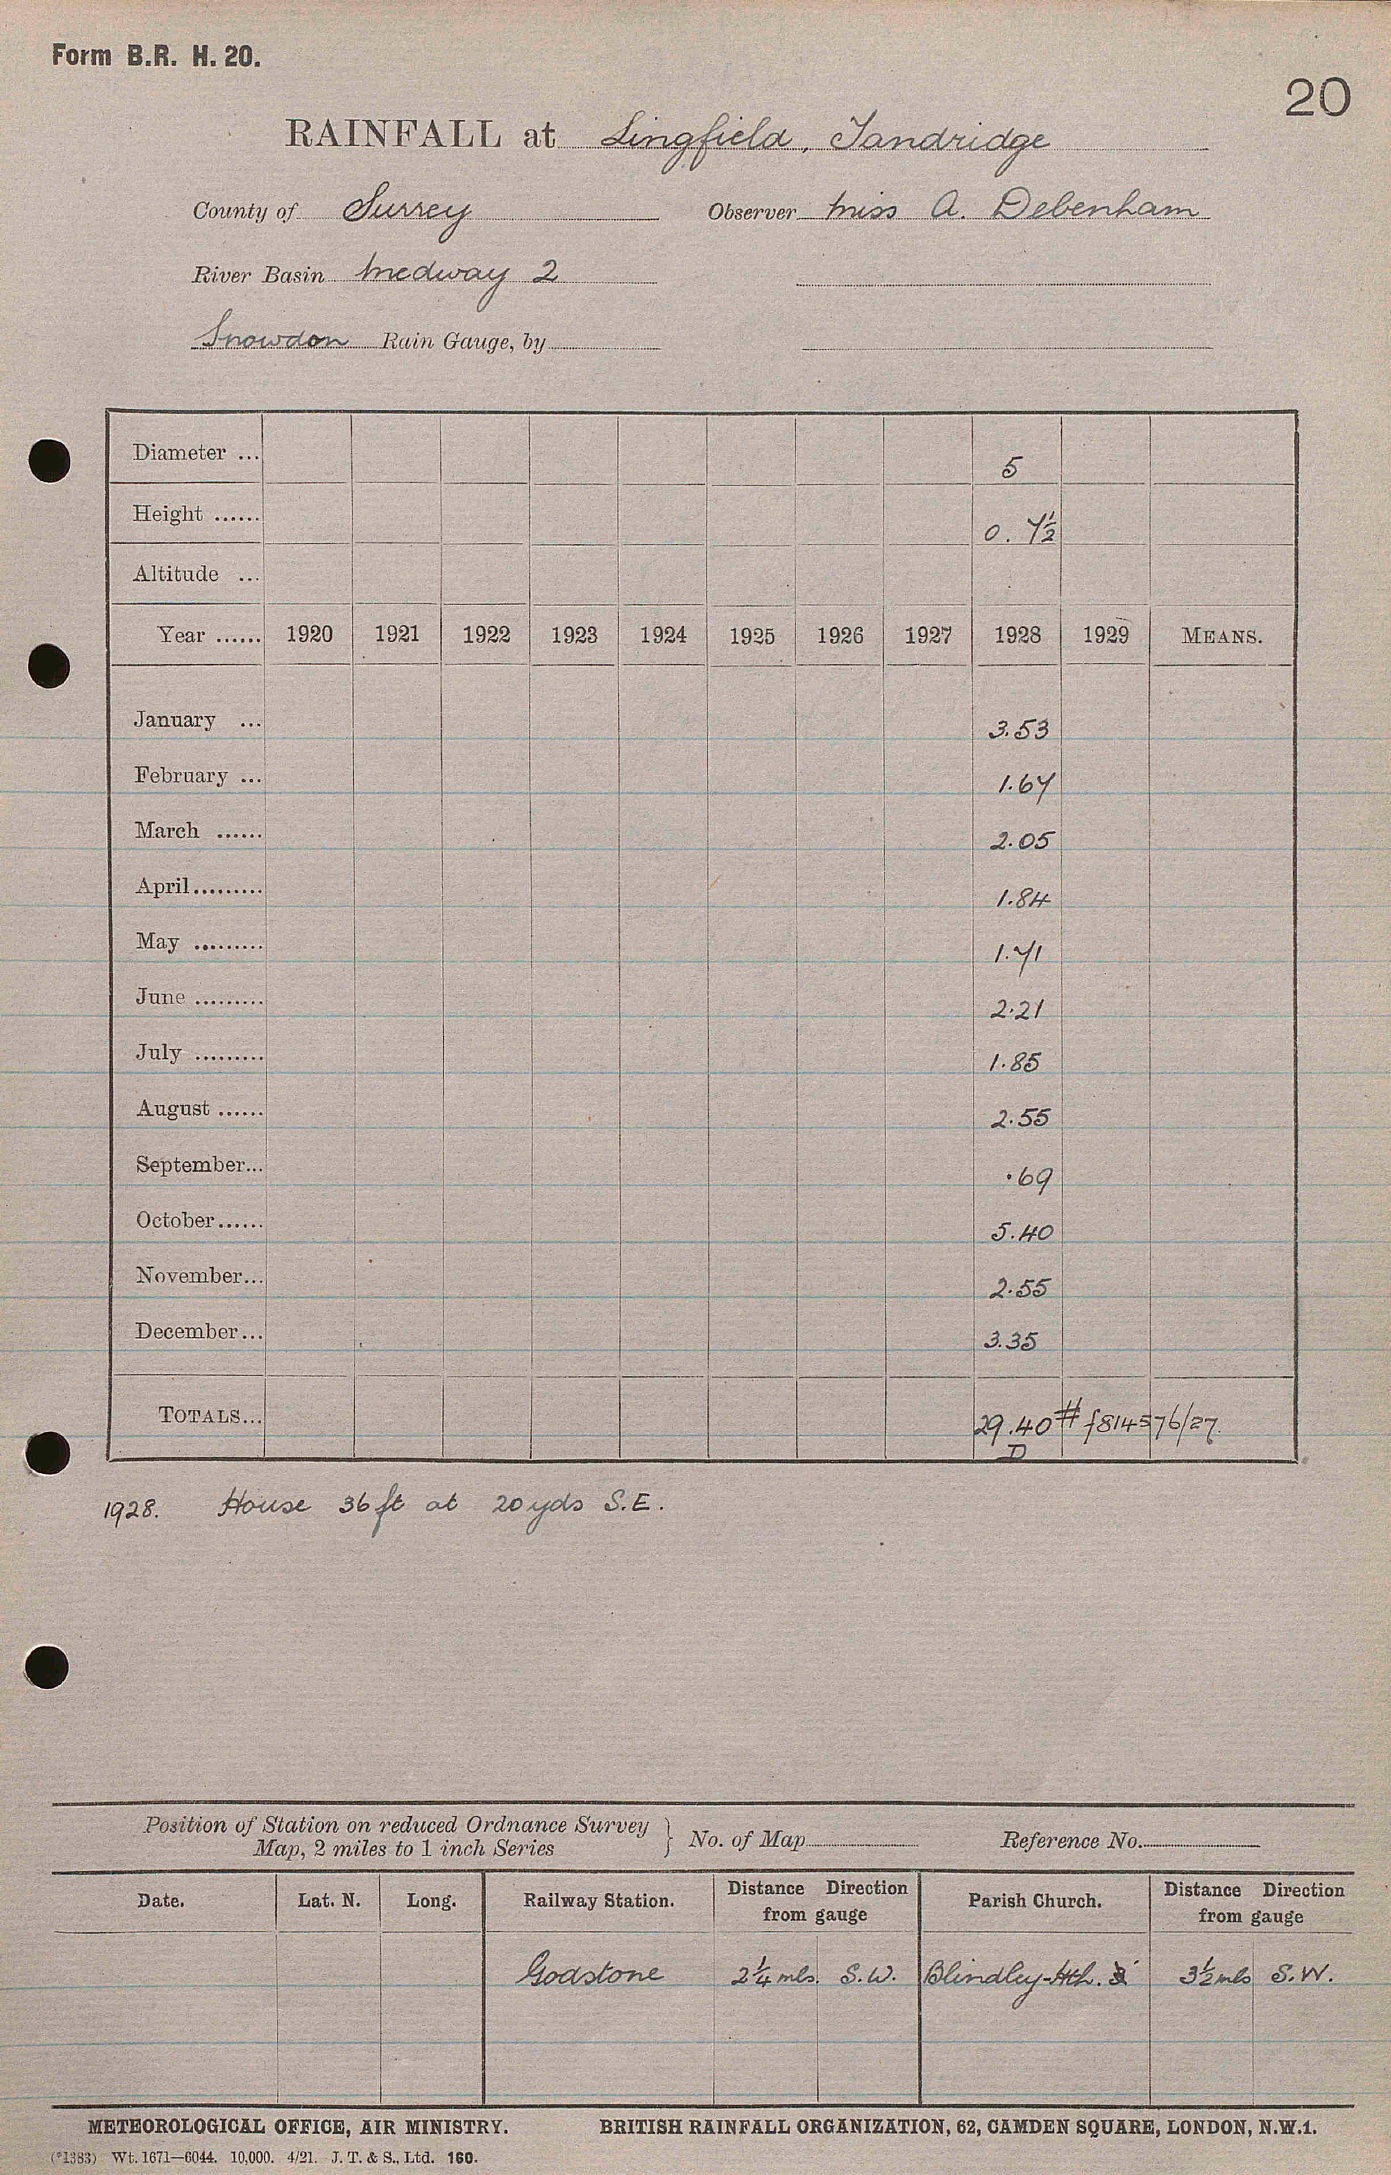 Form B.R. H. 20.
20
RAINFALL at Lingfield, Tandridge
County of Surrey Observer Miss A. Debenham
River Basin Medway 2
Snowdon Rain Gauge, by
Diameter ... 5
Height ...... 0. 7½
Altitude ...
Year ...... 1920 1921 1922 1923 1924 1925 1926 1927 1928 1929 MEANS.
January ... 3.53
February ... 1.67
March ...... 2.05
April......... 1.84
May ......... 1.71
June ......... 2.21
July ......... 1.85
August ...... 2.55
September... .69
October...... 5.40
November... 2.55
December... 3.35
TOTALS... 29.40 # f814576/27.
D
1928. House 36 ft at 20 yds S.E.
Position of Station on reduced Ordnance Survey
Map, 2 miles to 1 inch Series } No. of Map Reference No.
Date. Lat. N. Long. Railway Station. Distance Direction from gauge Parish Church. Distance Direction from gauge
Godstone 2¼ mls. S.W. Blindley-Hth. 3½ mls S.W.
METEOROLOGICAL OFFICE, AIR MINISTRY. BRITISH RAINFALL ORGANIZATION, 62, CAMDEN SQUARE, LONDON, N.W.1.
(*1383) Wt. 1671—6044. 10,000. 4/21. J. T. & S., Ltd. 160.